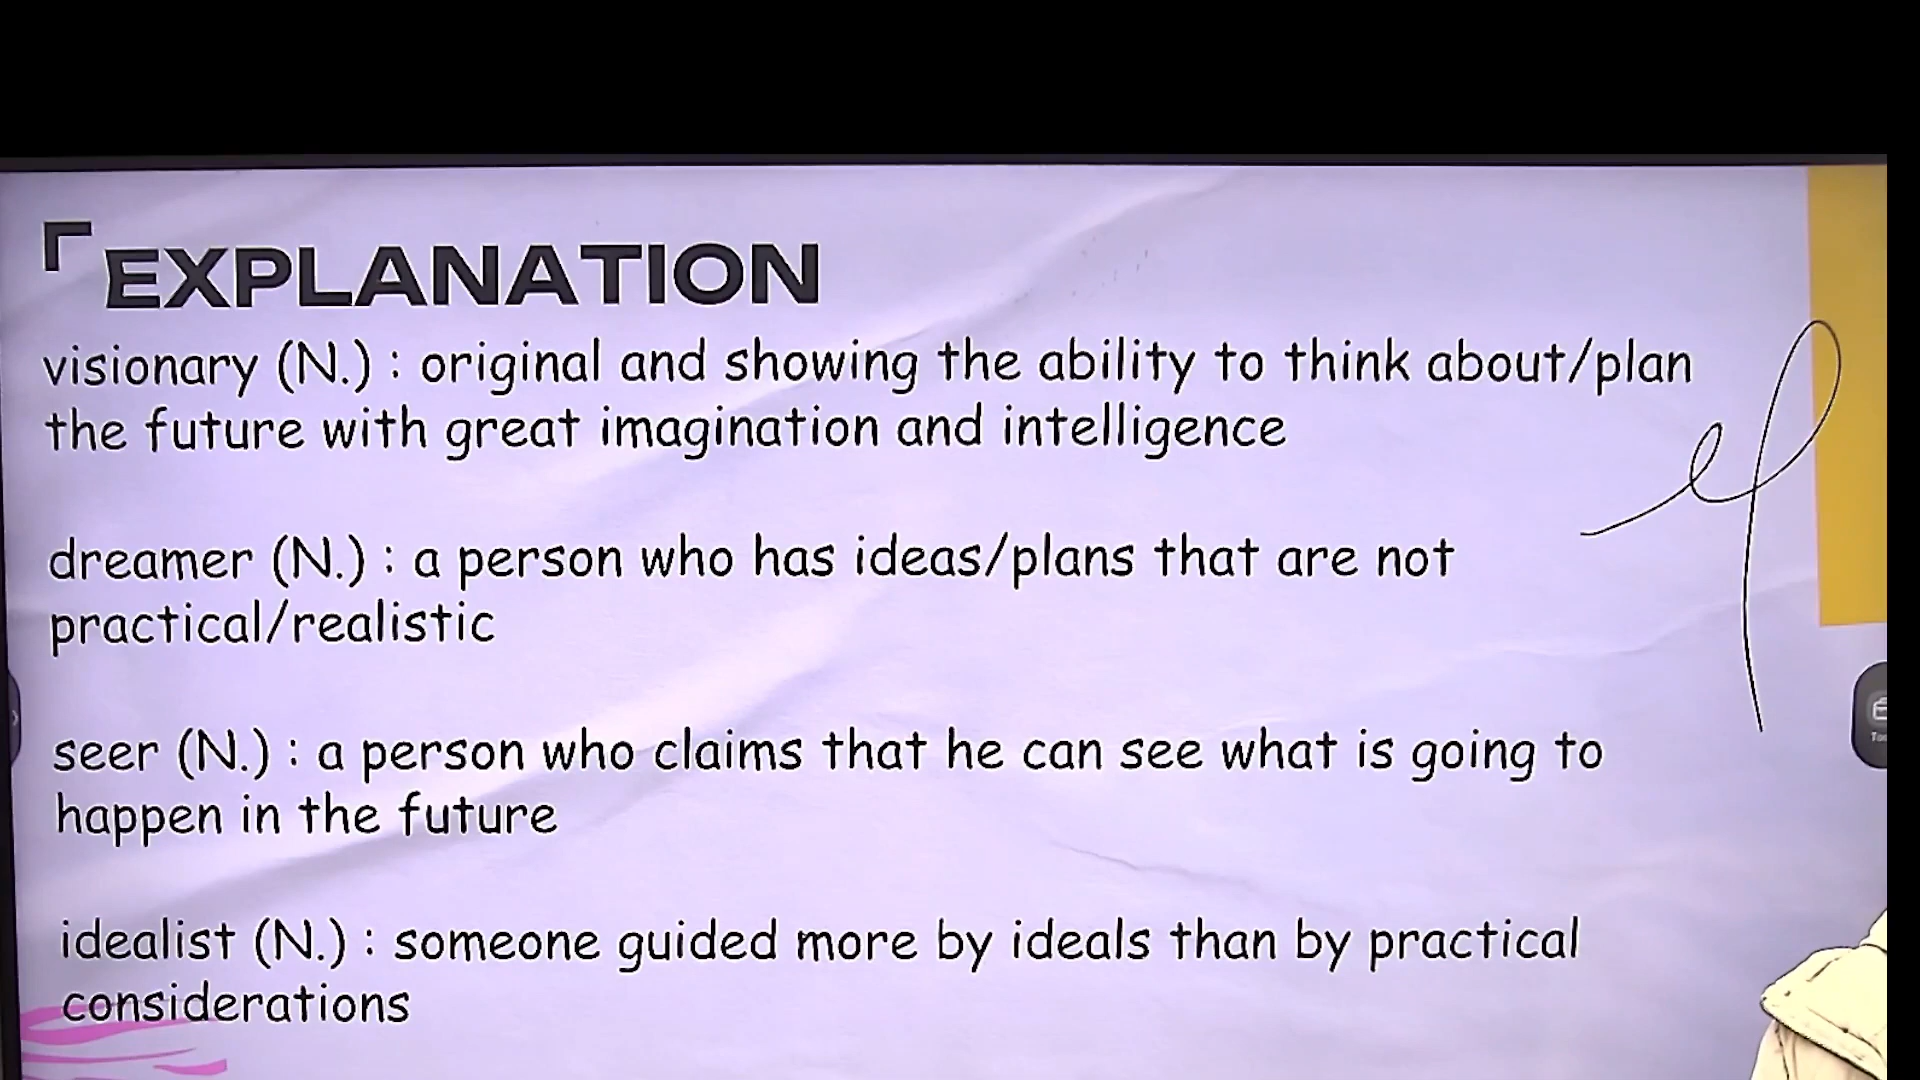 EXPLANATION
visionary (N.) : original and showing the ability to think about/plan
the future with great imagination and intelligence
dreamer (N.) : a person who has ideas/plans that are not
practical/realistic
seer (N.) : a person who claims that he can see what is going to
happen in the future
idealist (N.) : someone guided more by ideals than by practical
considerations